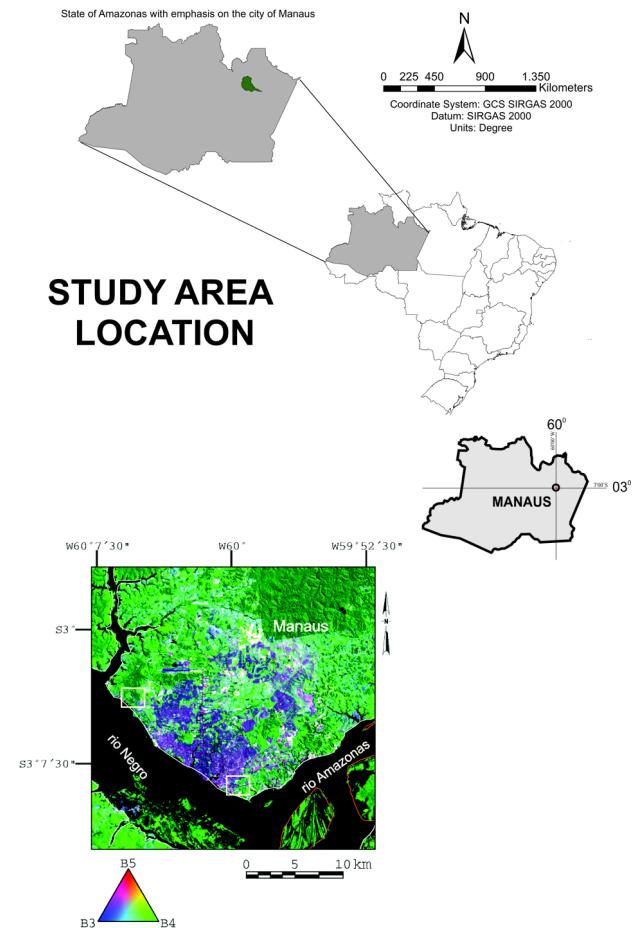 State of Amazonas with emphasis on the city of Manaus
N
0 225 450 900 1.350
Kilometers
Coordinate System: GCS SIRGAS 2000
Datum: SIRGAS 2000
Units: Degree
STUDY AREA
LOCATION
60⁰
03⁰
MANAUS
W60°7'30" W60° W59°52'30"
N
S3°
Manaus
S3°7'30"
rio Negro
rio Amazonas
0 5 10 km
B5
B3 B4